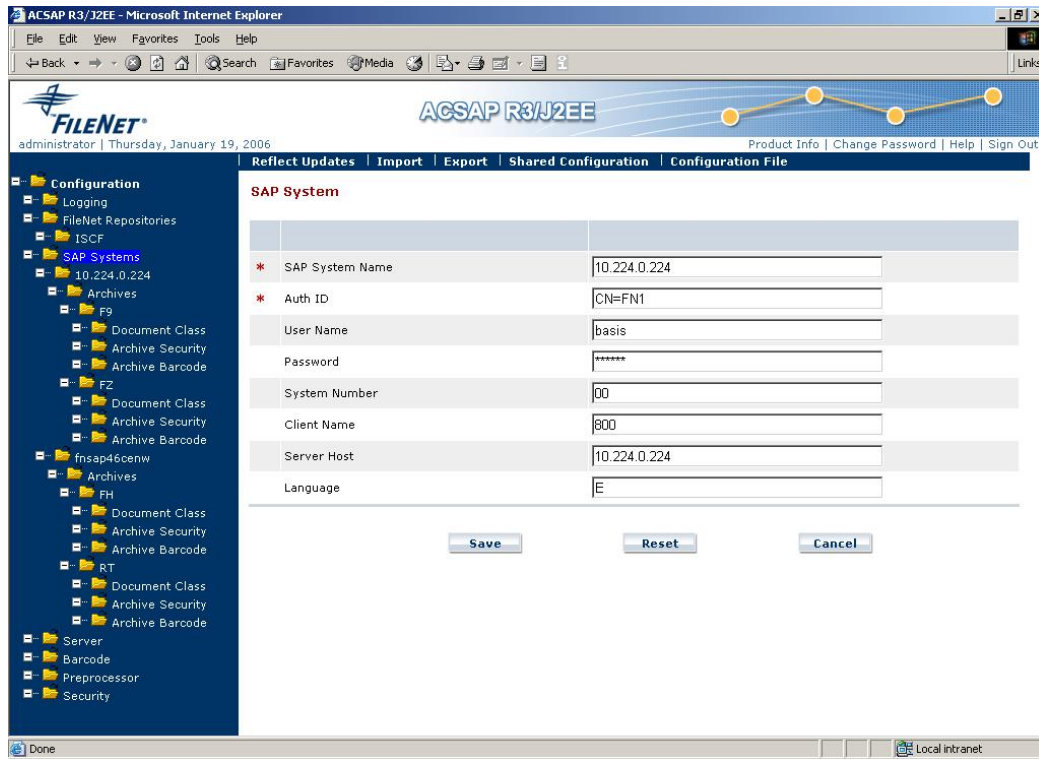 ACSAP R3/J2EE - Microsoft Internet Explorer
File Edit View Favorites Tools Help
Back Search Favorites Media Links
FILENET
ACSAP R3/J2EE
administrator | Thursday, January 19, 2006
Product Info | Change Password | Help | Sign Out
| Reflect Updates | Import | Export | Shared Configuration | Configuration File
Configuration
Logging
FileNet Repositories
ISCF
SAP Systems
10.224.0.224
Archives
F9
Document Class
Archive Security
Archive Barcode
FZ
Document Class
Archive Security
Archive Barcode
fnsap46cenw
Archives
FH
Document Class
Archive Security
Archive Barcode
RT
Document Class
Archive Security
Archive Barcode
Server
Barcode
Preprocessor
Security
SAP System
* SAP System Name 10.224.0.224
* Auth ID CN=FN1
User Name basis
Password ******
System Number 00
Client Name 800
Server Host 10.224.0.224
Language E
Save Reset Cancel
Done Local intranet